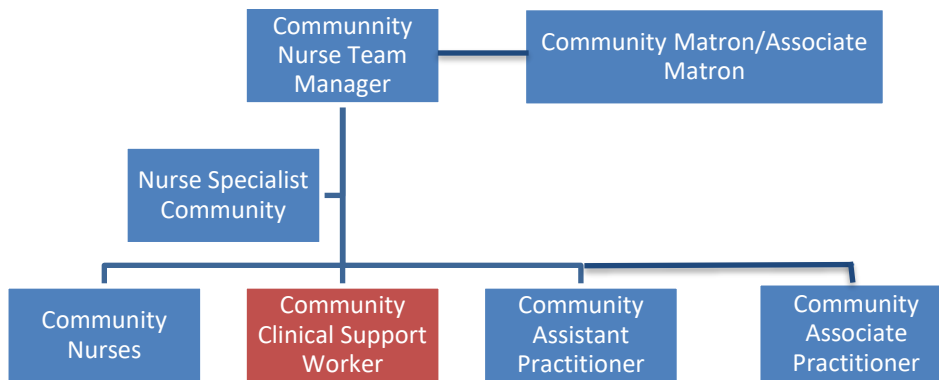 Communnity
Nurse Team
Manager
Community Matron/Associate
Matron
Nurse Specialist
Community
Community
Nurses
Community
Clinical Support
Worker
Community
Assistant
Practitioner
Community
Associate
Practitioner